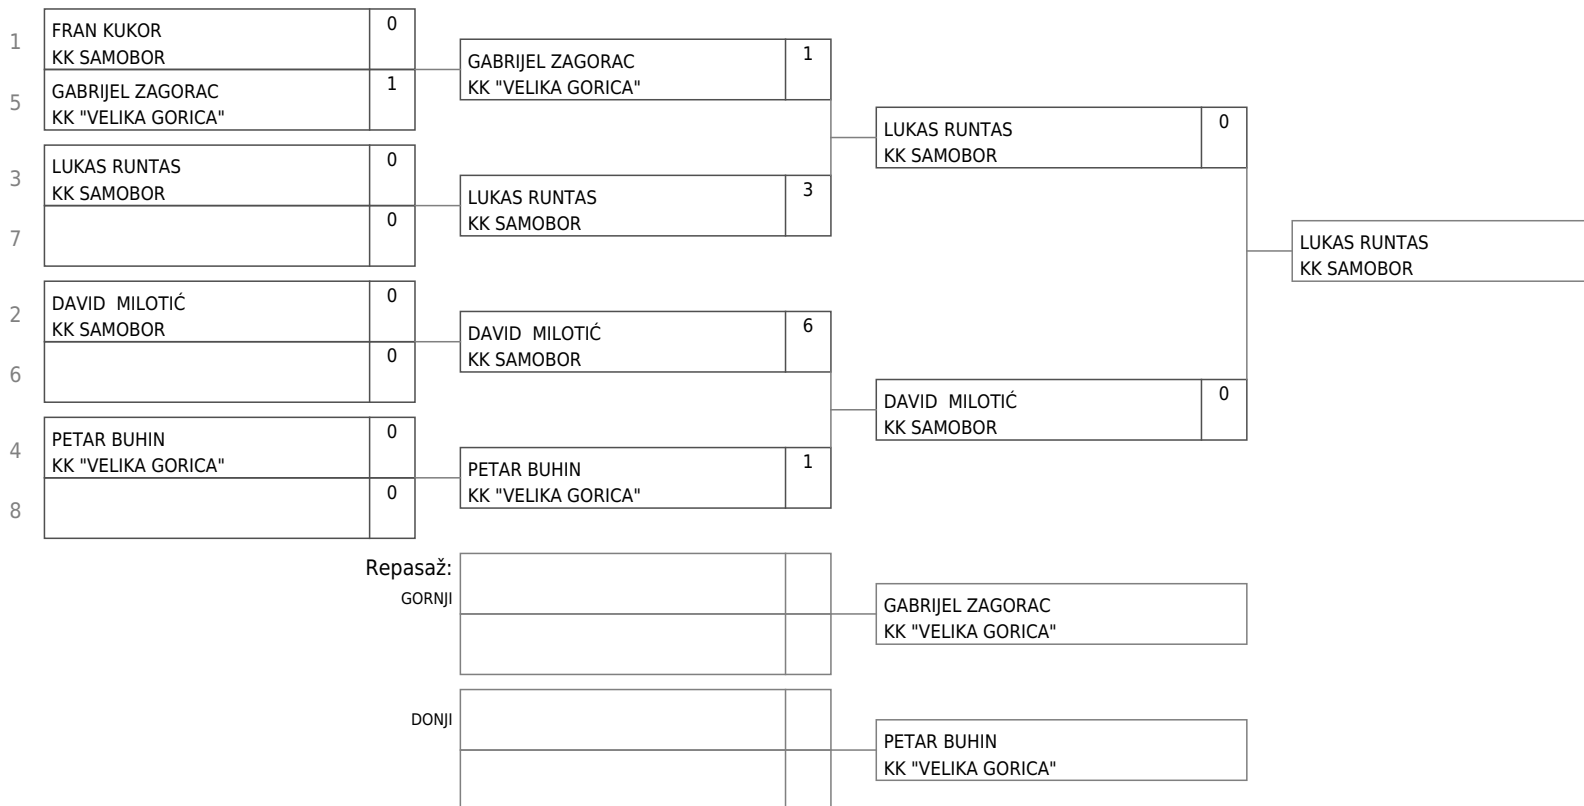 1
FRAN KUKOR
KK SAMOBOR
0
5
GABRIJEL ZAGORAC
KK "VELIKA GORICA"
1
3
LUKAS RUNTAS
KK SAMOBOR
0
7
0
2
DAVID  MILOTIĆ
KK SAMOBOR
0
6
0
4
PETAR BUHIN
KK "VELIKA GORICA"
0
8
0
GABRIJEL ZAGORAC
KK "VELIKA GORICA"
1
LUKAS RUNTAS
KK SAMOBOR
3
DAVID  MILOTIĆ
KK SAMOBOR
6
PETAR BUHIN
KK "VELIKA GORICA"
1
LUKAS RUNTAS
KK SAMOBOR
0
DAVID  MILOTIĆ
KK SAMOBOR
0
LUKAS RUNTAS
KK SAMOBOR
Repasaž:
GORNJI
GABRIJEL ZAGORAC
KK "VELIKA GORICA"
DONJI
PETAR BUHIN
KK "VELIKA GORICA"